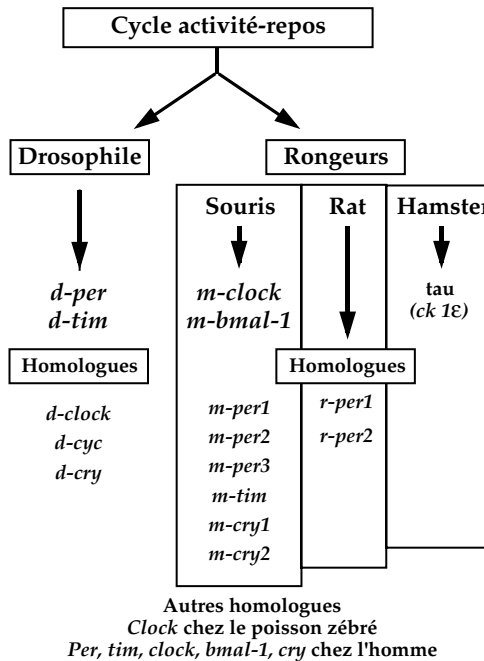 Cycle activité-repos
Drosophile
Rongeurs
d-per
d-tim
Homologues
d-clock
d-cyc
d-cry
Souris
m-clock
m-bmal-1
Rat
Hamster
tau
(ck 1ε)
Homologues
m-per1
m-per2
m-per3
m-tim
m-cry1
m-cry2
r-per1
r-per2
Autres homologues
Clock chez le poisson zébré
Per, tim, clock, bmal-1, cry chez l'homme